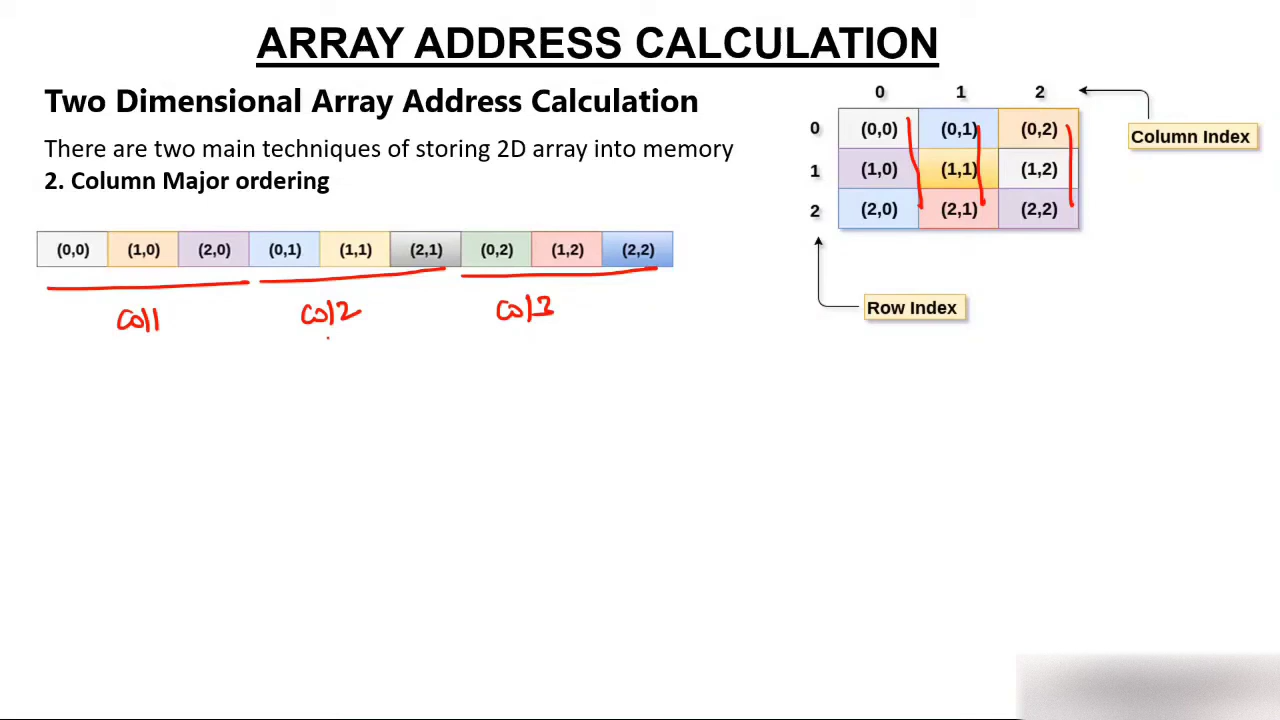 ARRAY ADDRESS CALCULATION
Two Dimensional Array Address Calculation
There are two main techniques of storing 2D array into memory
2. Column Major ordering
(0,0) (1,0) (2,0) (0,1) (1,1) (2,1) (0,2) (1,2) (2,2)
col1 col2 col3
0 1 2
Column Index
0 (0,0) (0,1) (0,2)
1 (1,0) (1,1) (1,2)
2 (2,0) (2,1) (2,2)
Row Index